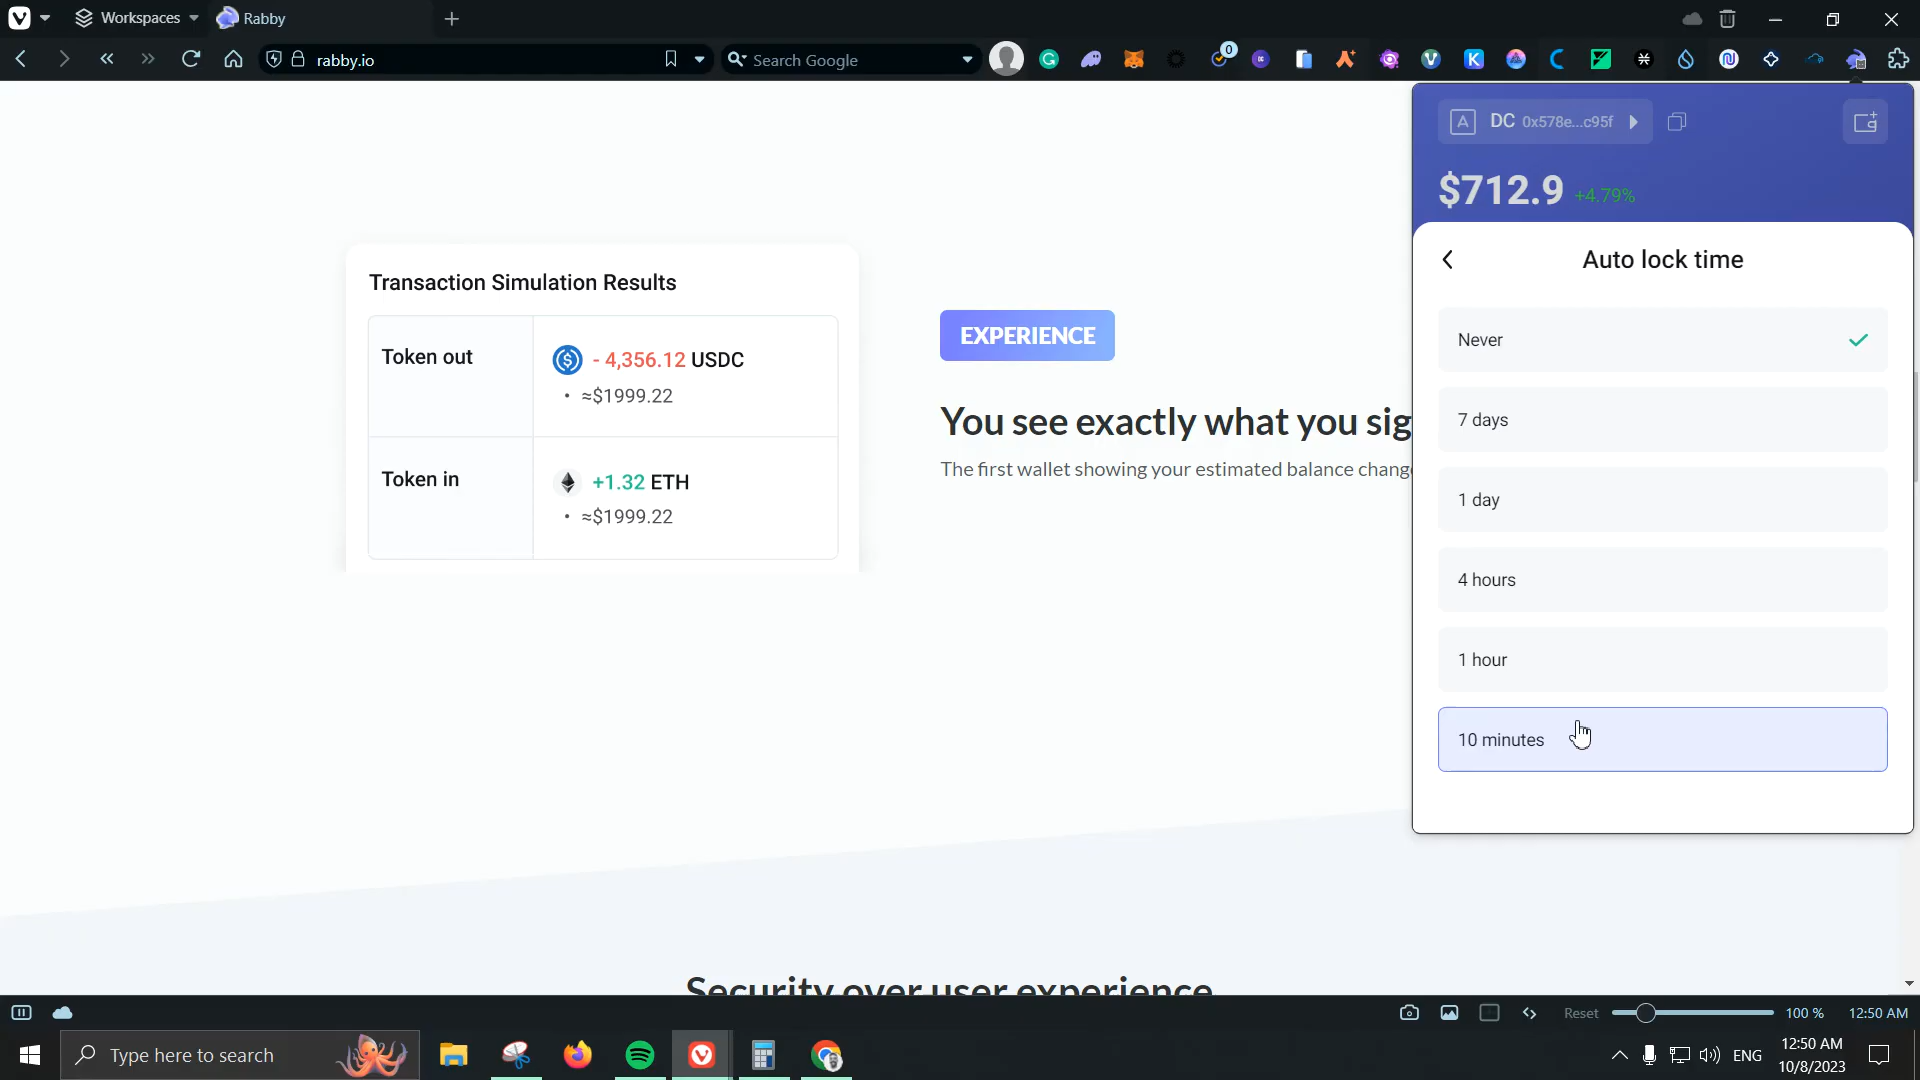 Workspaces
Rabby
rabby.io
Search Google
0
A DC 0x578e...c95f
$712.9 +4.79%
Auto lock time
Never
7 days
1 day
4 hours
1 hour
10 minutes
Transaction Simulation Results
Token out
- 4,356.12 USDC
• ≈$1999.22
Token in
+1.32 ETH
• ≈$1999.22
EXPERIENCE
You see exactly what you sig
The first wallet showing your estimated balance chang
Security over user experience
Reset 100 % 12:50 AM
Type here to search
ENG
12:50 AM
10/8/2023